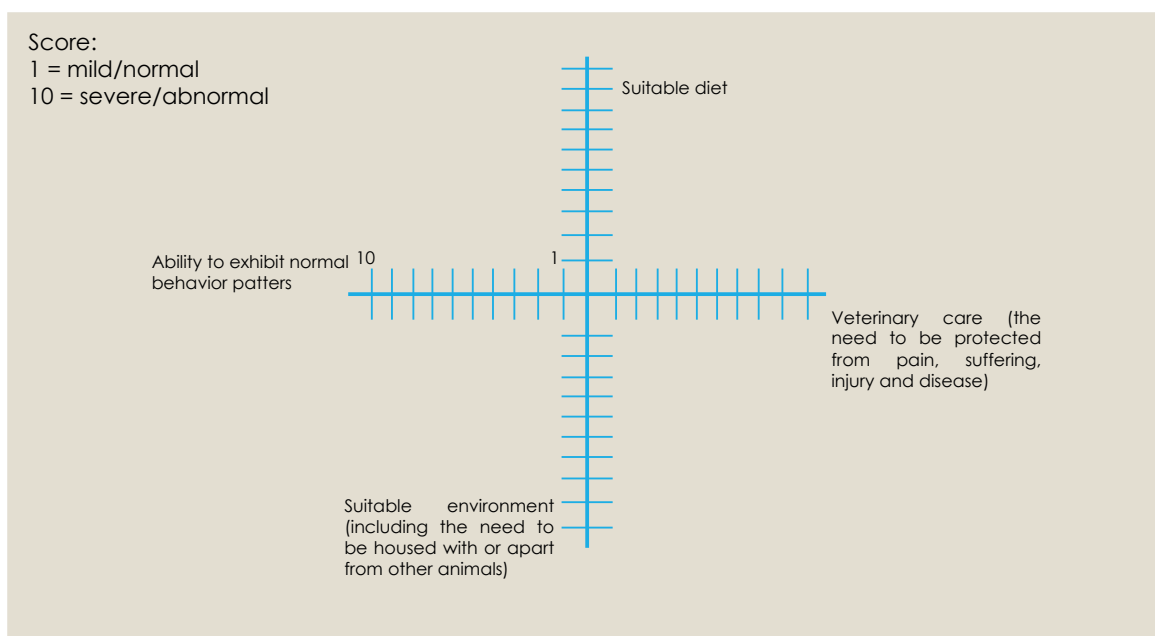 Score:
1 = mild/normal
10 = severe/abnormal
Suitable diet
Ability to exhibit normal
behavior patters
10
1
Veterinary care (the
need to be protected
from pain, suffering,
injury and disease)
Suitable environment
(including the need to
be housed with or apart
from other animals)